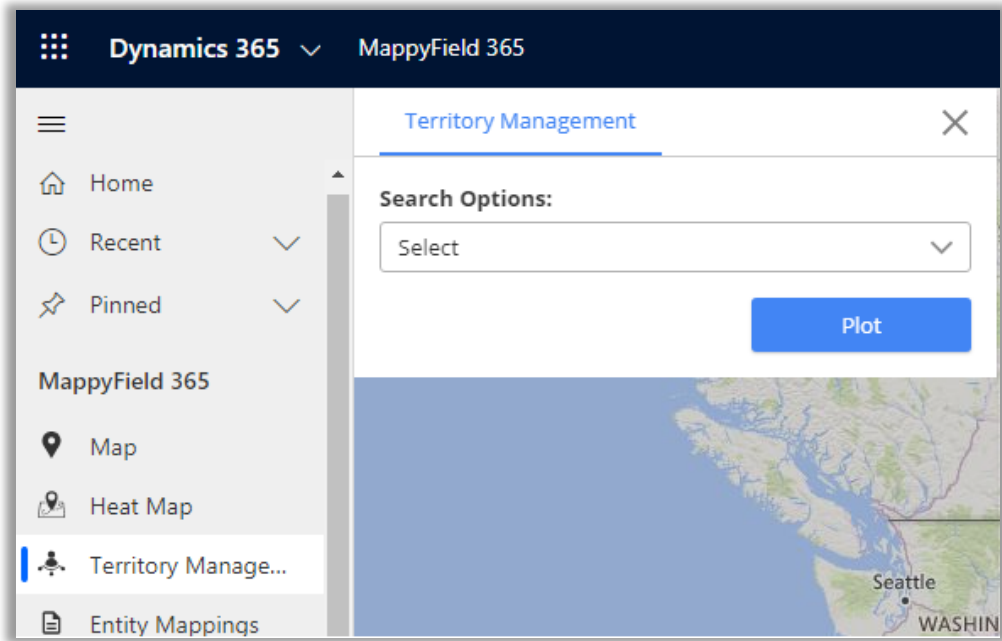 Dynamics 365
MappyField 365
Home
Recent
Pinned
MappyField 365
Map
Heat Map
Territory Manage...
Entity Mappings
Territory Management
Search Options:
Select
Plot
Seattle
WASHIN